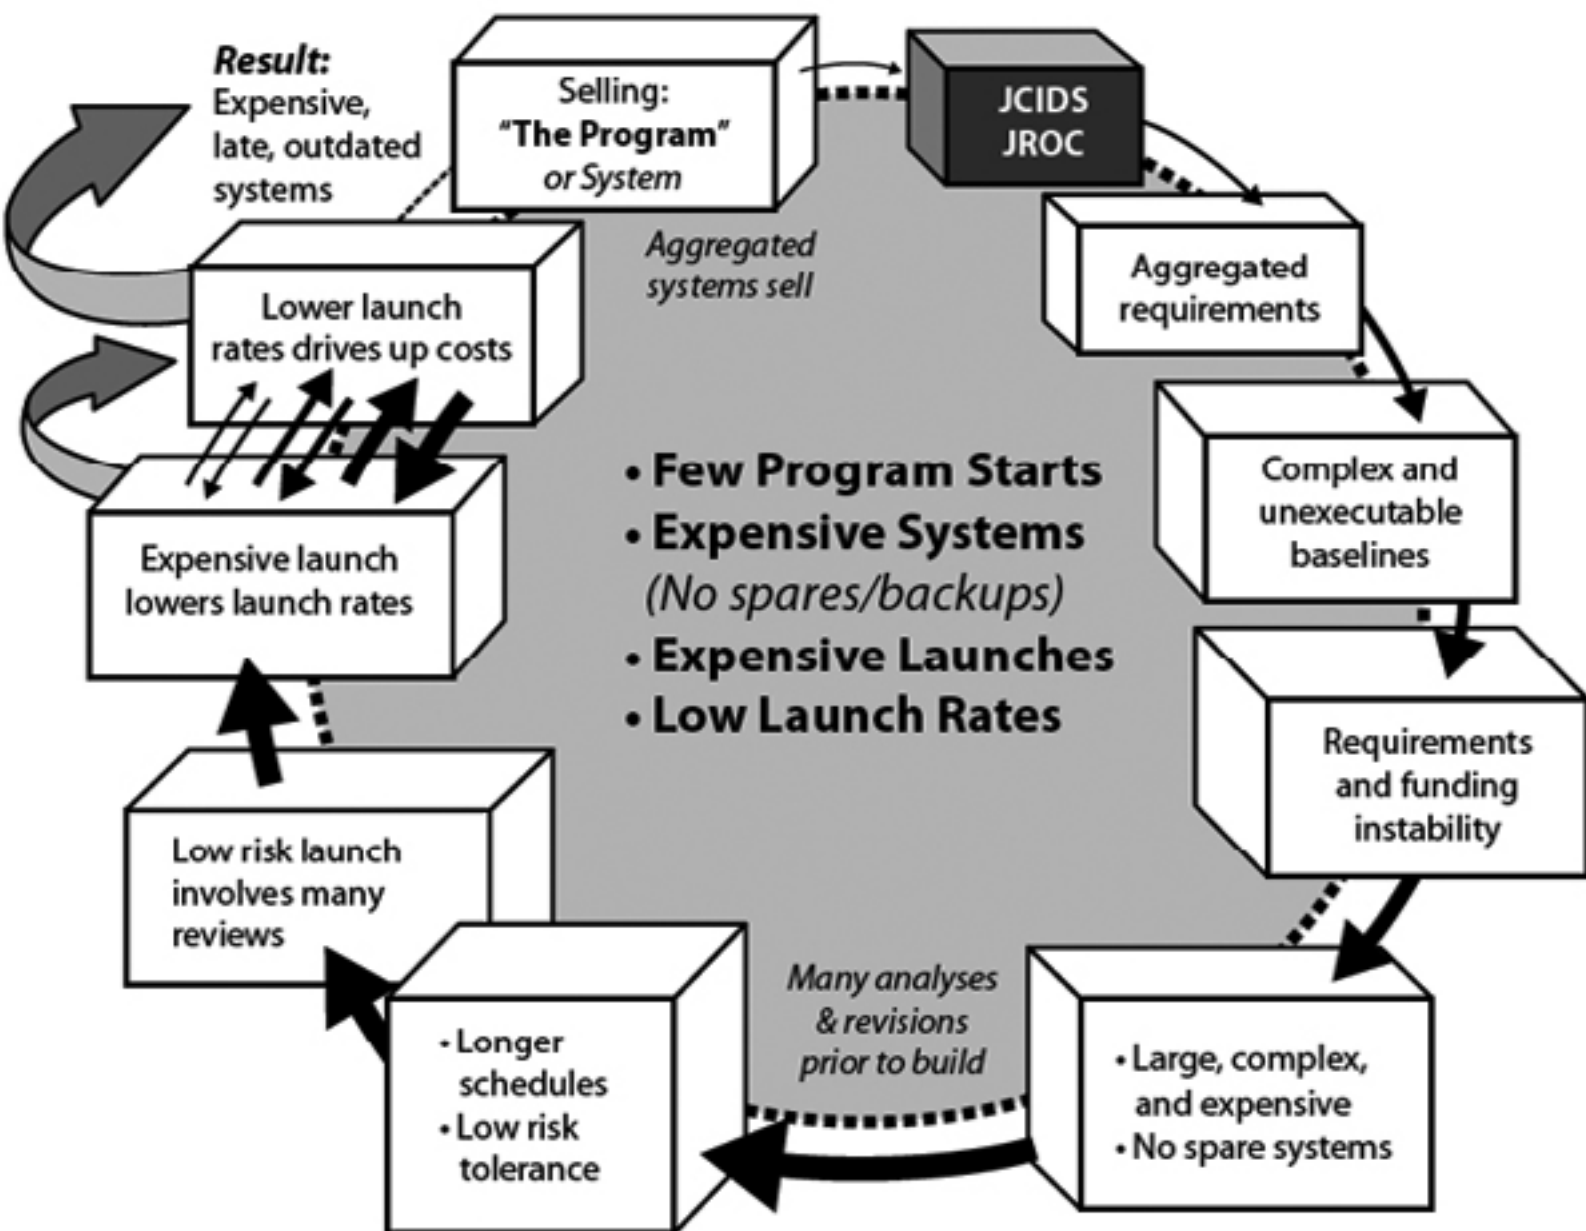 Result:
Expensive,
late, outdated
systems
Selling:
"The Program"
or System
JCIDS
JROC
Aggregated
systems sell
Aggregated
requirements
Complex and
unexecutable
baselines
Requirements
and funding
instability
• Large, complex,
and expensive
• No spare systems
Many analyses
& revisions
prior to build
• Longer
schedules
• Low risk
tolerance
Low risk launch
involves many
reviews
Expensive launch
lowers launch rates
Lower launch
rates drives up costs
• Few Program Starts
• Expensive Systems
(No spares/backups)
• Expensive Launches
• Low Launch Rates